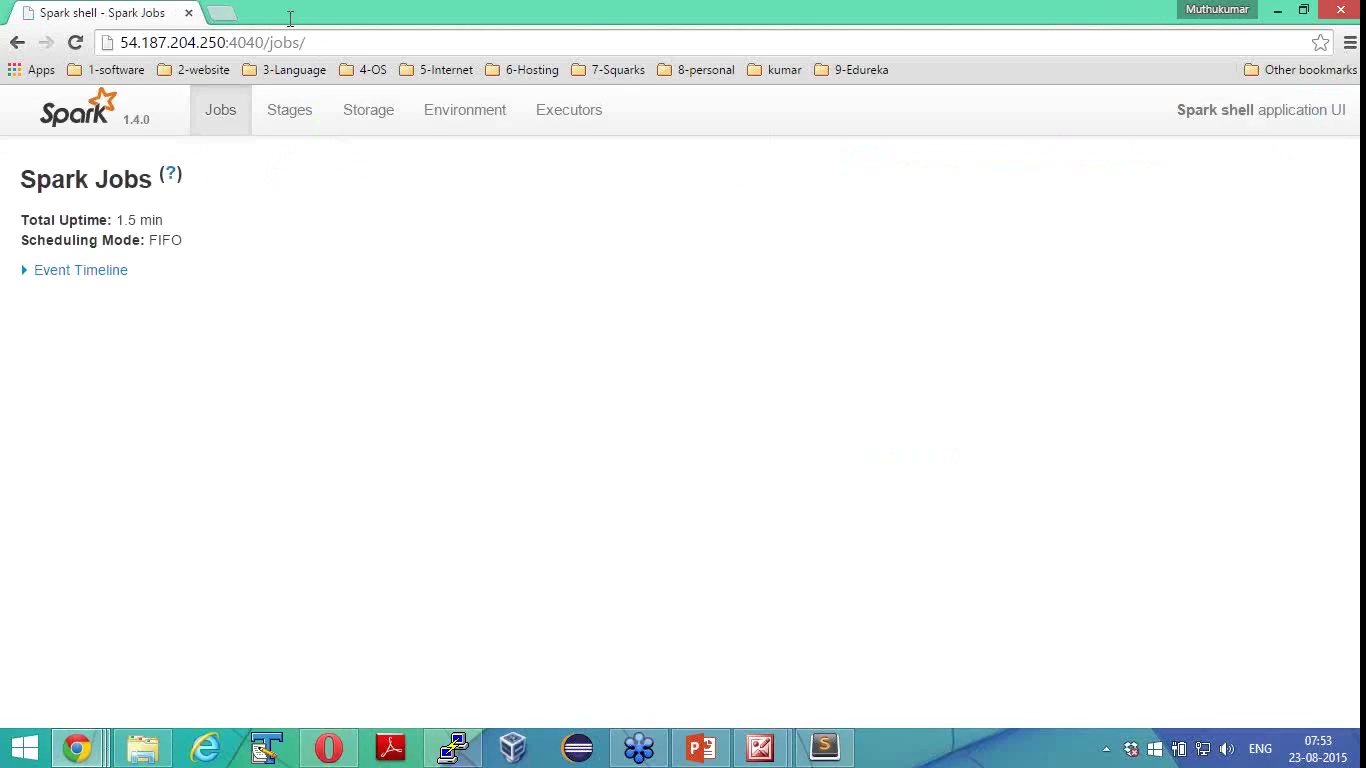 Spark shell - Spark Jobs
Muthukumar
54.187.204.250:4040/jobs/
Apps 1-software 2-website 3-Language 4-OS 5-Internet 6-Hosting 7-Squarks 8-personal kumar 9-Edureka Other bookmarks
Spark 1.4.0 Jobs Stages Storage Environment Executors Spark shell application UI
Spark Jobs (?)
Total Uptime: 1.5 min
Scheduling Mode: FIFO
Event Timeline
ENG 07:53
23-08-2015